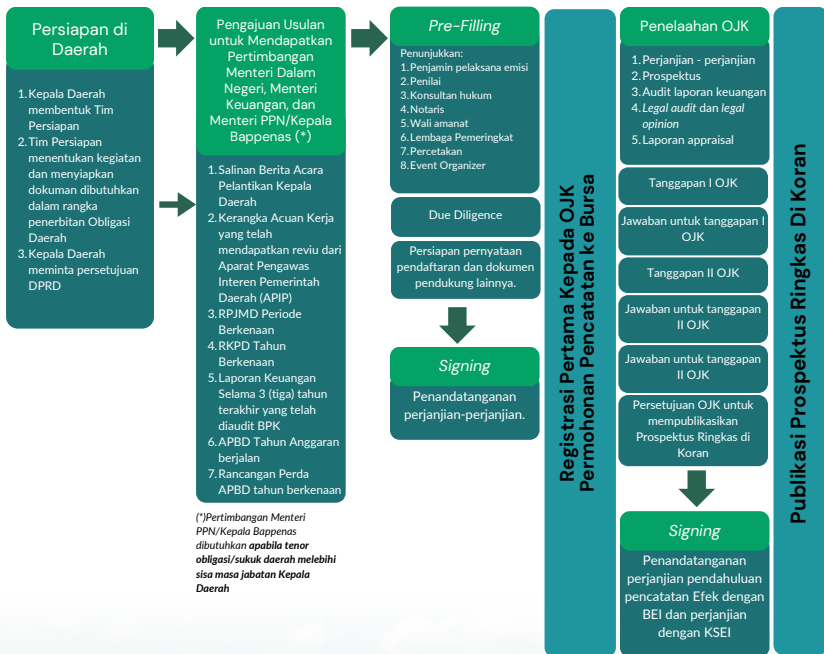 Persiapan di
Daerah
1. Kepala Daerah
membentuk Tim
Persiapan
2. Tim Persiapan
menentukan kegiatan
dan menyiapkan
dokuman dibutuhkan
dalam rangka
penerbitan Obligasi
Daerah
3. Kepala Daerah
meminta persetujuan
DPRD
Pengajuan Usulan
untuk Mendapatkan
Pertimbangan
Menteri Dalam
Negeri, Menteri
Keuangan, dan
Menteri PPN/Kepala
Bappenas (*)
1. Salinan Berita Acara
Pelantikan Kepala
Daerah
2. Kerangka Acuan Kerja
yang telah
mendapatkan reviu dari
Aparat Pengawas
Interen Pemerintah
Daerah (APIP)
3. RPJMD Periode
Berkenaan
4. RKPD Tahun
Berkenaan
5. Laporan Keuangan
Selama 3 (tiga) tahun
terakhir yang telah
diaudit BPK
6. APBD Tahun Anggaran
berjalan
7. Rancangan Perda
APBD tahun berkenaan
(*)Pertimbangan Menteri
PPN/Kepala Bappenas
dibutuhkan apabila tenor
obligasi/sukuk daerah melebihi
sisa masa jabatan Kepala
Daerah
Pre-Filling
Penunjukkan:
1. Penjamin pelaksana emisi
2. Penilai
3. Konsultan hukum
4. Notaris
5. Wali amanat
6. Lembaga Pemeringkat
7. Percetakan
8. Event Organizer
Due Diligence
Persiapan pernyataan
pendaftaran dan dokumen
pendukung lainnya.
Signing
Penandatanganan
perjanjian-perjanjian.
Registrasi Pertama Kepada OJK
Permohonan Pencatatan ke Bursa
Penelaahan OJK
1. Perjanjian - perjanjian
2. Prospektus
3. Audit laporan keuangan
4. Legal audit dan legal
opinion
5. Laporan appraisal
Tanggapan I OJK
Jawaban untuk tanggapan I
OJK
Tanggapan II OJK
Jawaban untuk tanggapan
II OJK
Jawaban untuk tanggapan
II OJK
Persetujuan OJK untuk
mempublikasikan
Prospektus Ringkas di
Koran
Signing
Penandatanganan
perjanjian pendahuluan
pencatatan Efek dengan
BEI dan perjanjian
dengan KSEI
Publikasi Prospektus Ringkas Di Koran